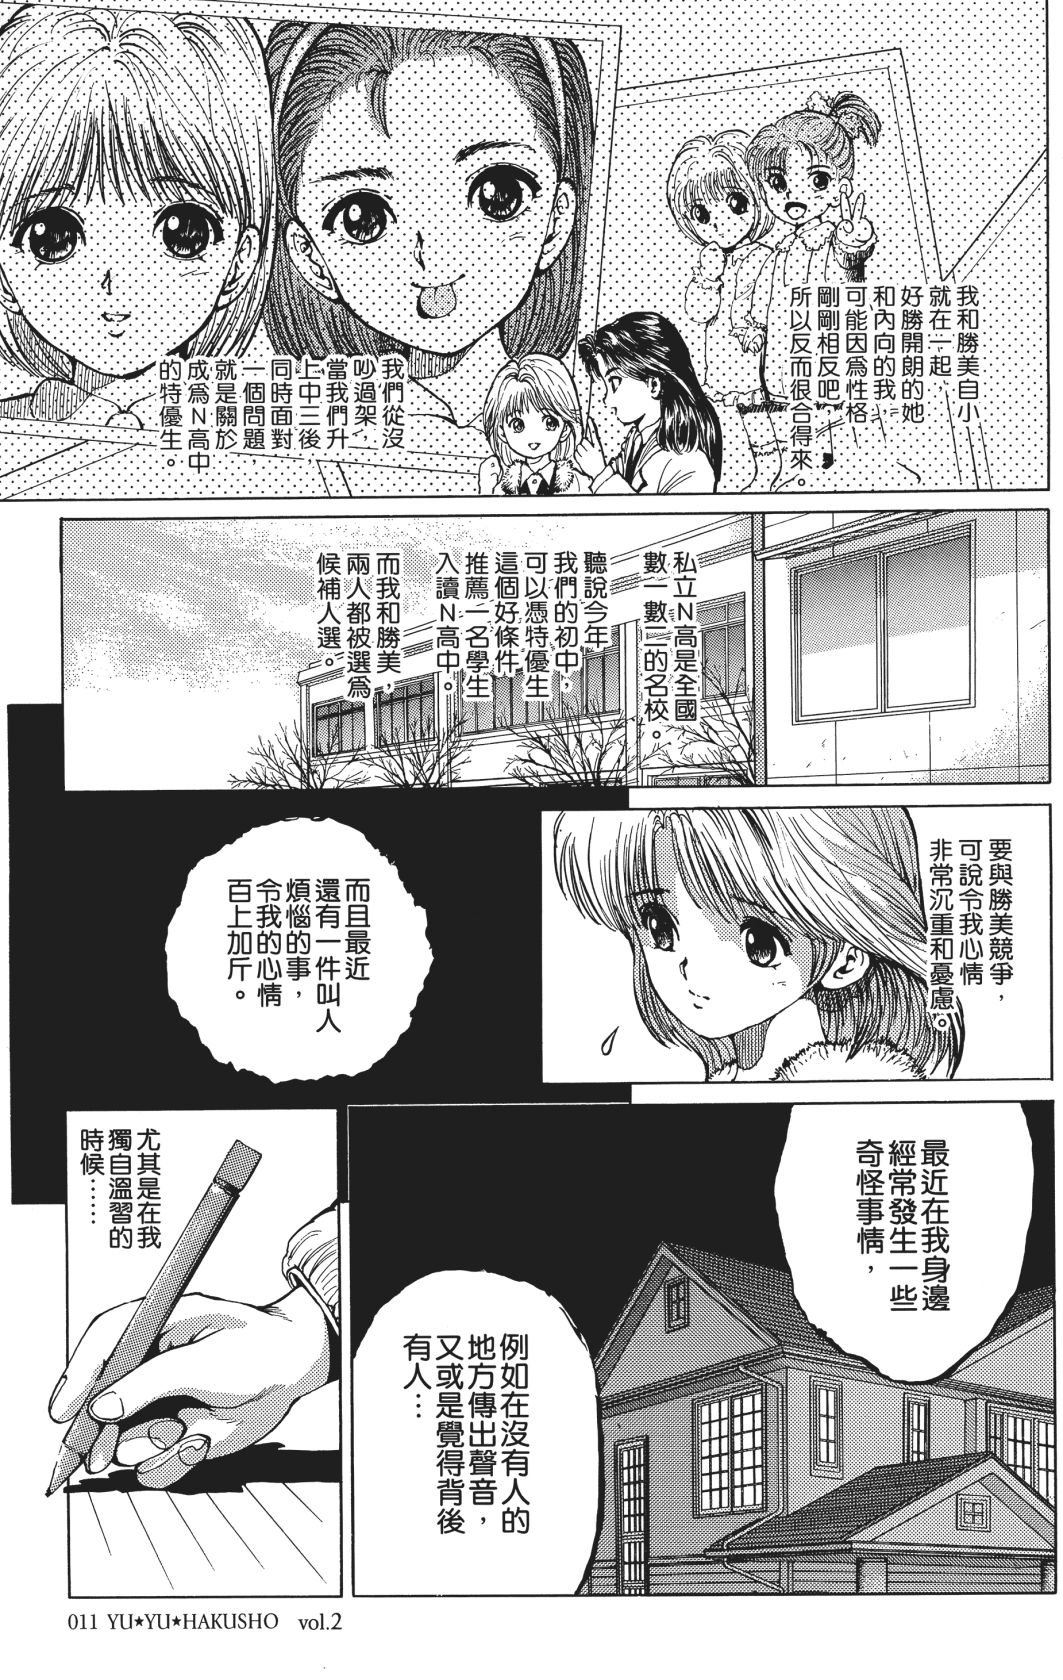 我和勝美自小
就在一起，
好勝開朗的她
和內向的我，
可能因為性格
剛剛相反吧，
所以反而很合得來。
我們從沒
吵過架，
當我們升
上中三後
同時面對
一個問題，
就是關於
成為N高中
的特優生。
私立N高是全國
數一數二的名校。
聽說今年
我們的初中，
可以憑特優生
這個好條件
推薦一名學生
入讀N高中。
而我和勝美，
兩人都被選為
候補人選。
要與勝美競爭，
可說令我心情
非常沉重和憂慮。
而且最近
還有一件叫人
煩惱的事，
令我的心情
百上加斤。
最近在我身邊
經常發生一些
奇怪事情，
例如在沒有人的
地方傳出聲音，
又或是覺得背後
有人…
尤其是在我
獨自溫習的
時候……
011 YU★YU★HAKUSHO vol.2